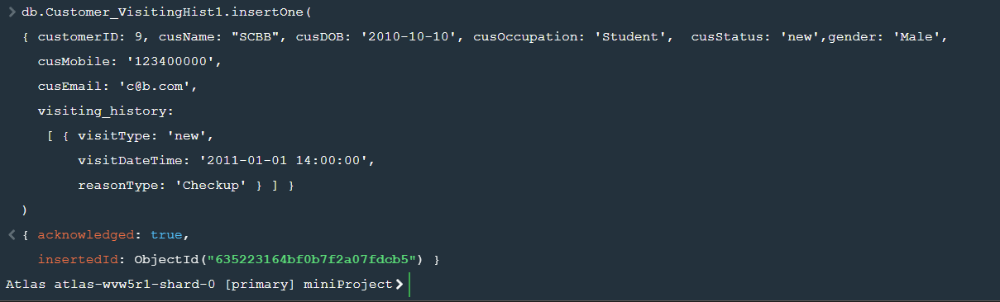 > db.Customer_VisitingHist1.insertOne(
{ customerID: 9, cusName: "SCBB", cusDOB: '2010-10-10', cusOccupation: 'Student',  cusStatus: 'new',gender: 'Male',
cusMobile: '123400000',
cusEmail: 'c@b.com',
visiting_history:
[ { visitType: 'new',
visitDateTime: '2011-01-01 14:00:00',
reasonType: 'Checkup' } ] }
)
< { acknowledged: true,
insertedId: ObjectId("635223164bf0b7f2a07fdcb5") }
Atlas atlas-wvw5r1-shard-0 [primary] miniProject>